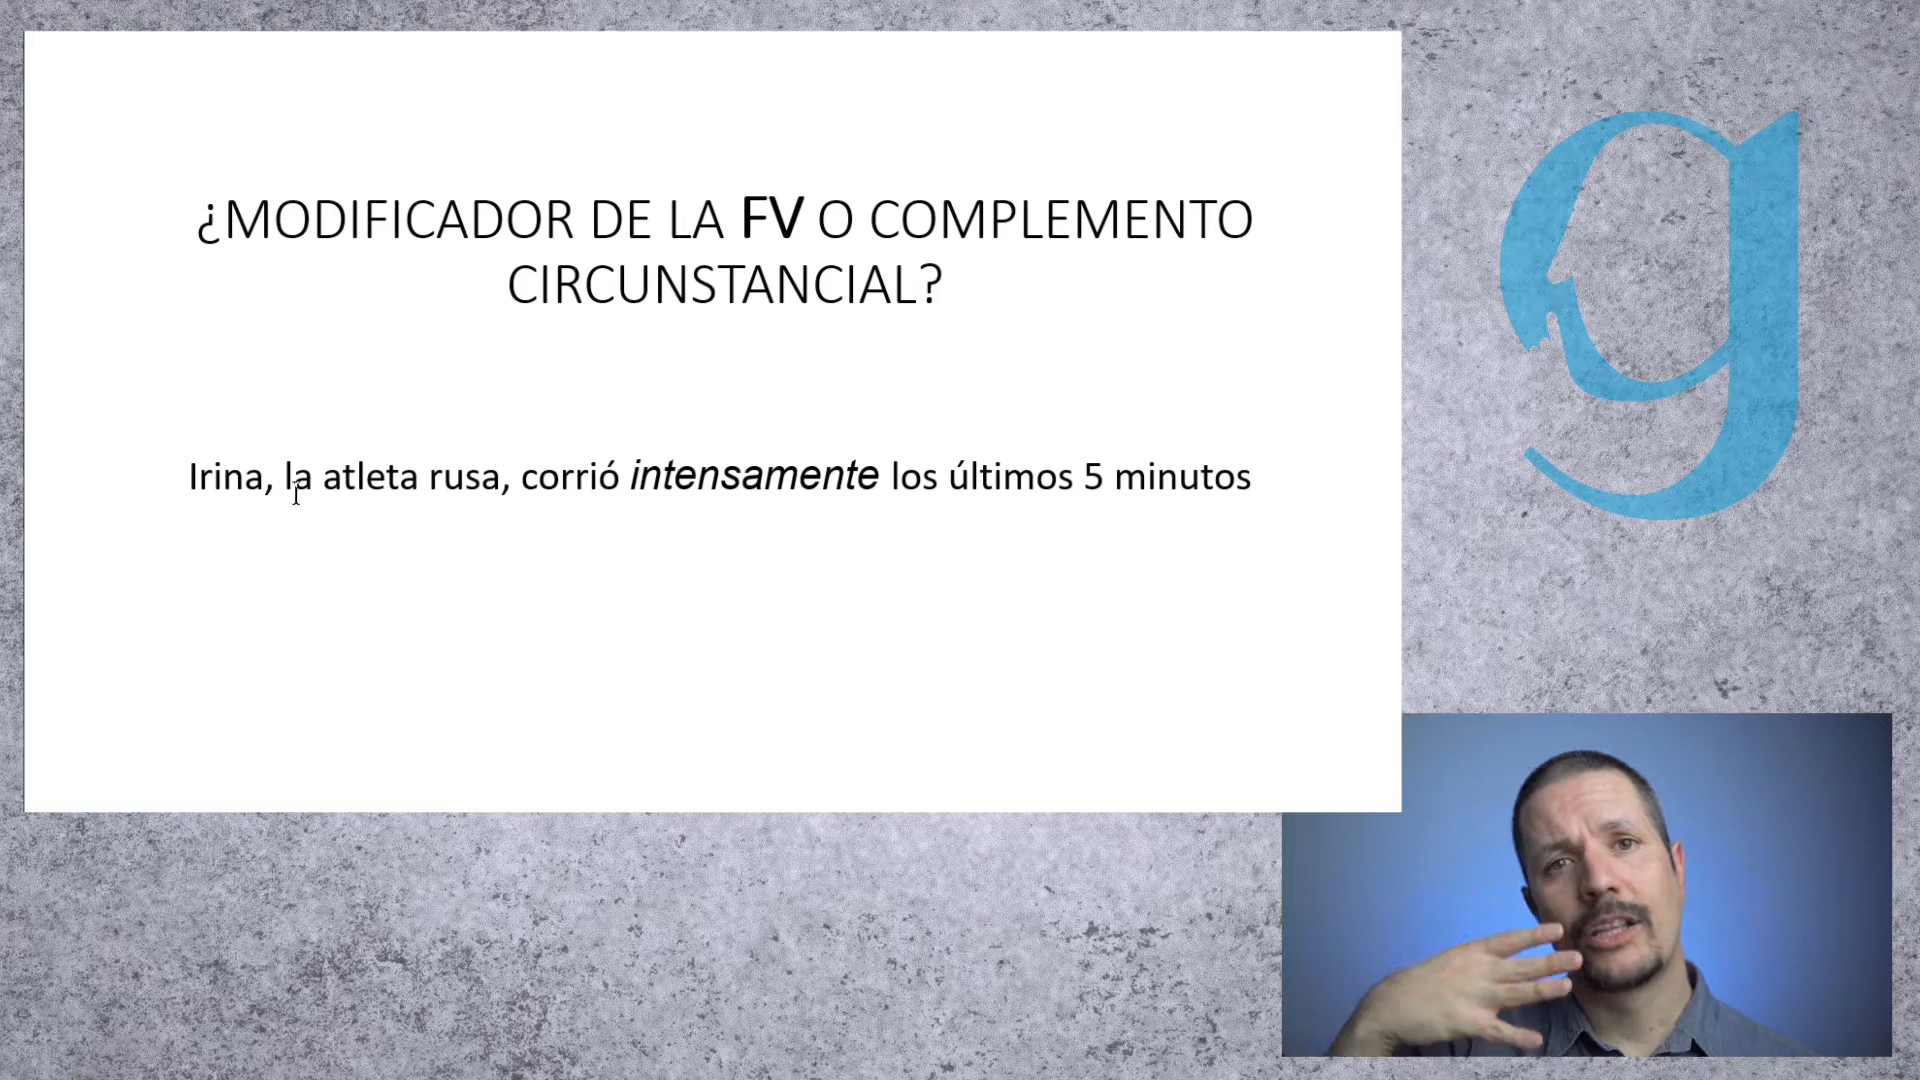 ¿MODIFICADOR DE LA FV O COMPLEMENTO
CIRCUNSTANCIAL?
Irina, la atleta rusa, corrió intensamente los últimos 5 minutos
g